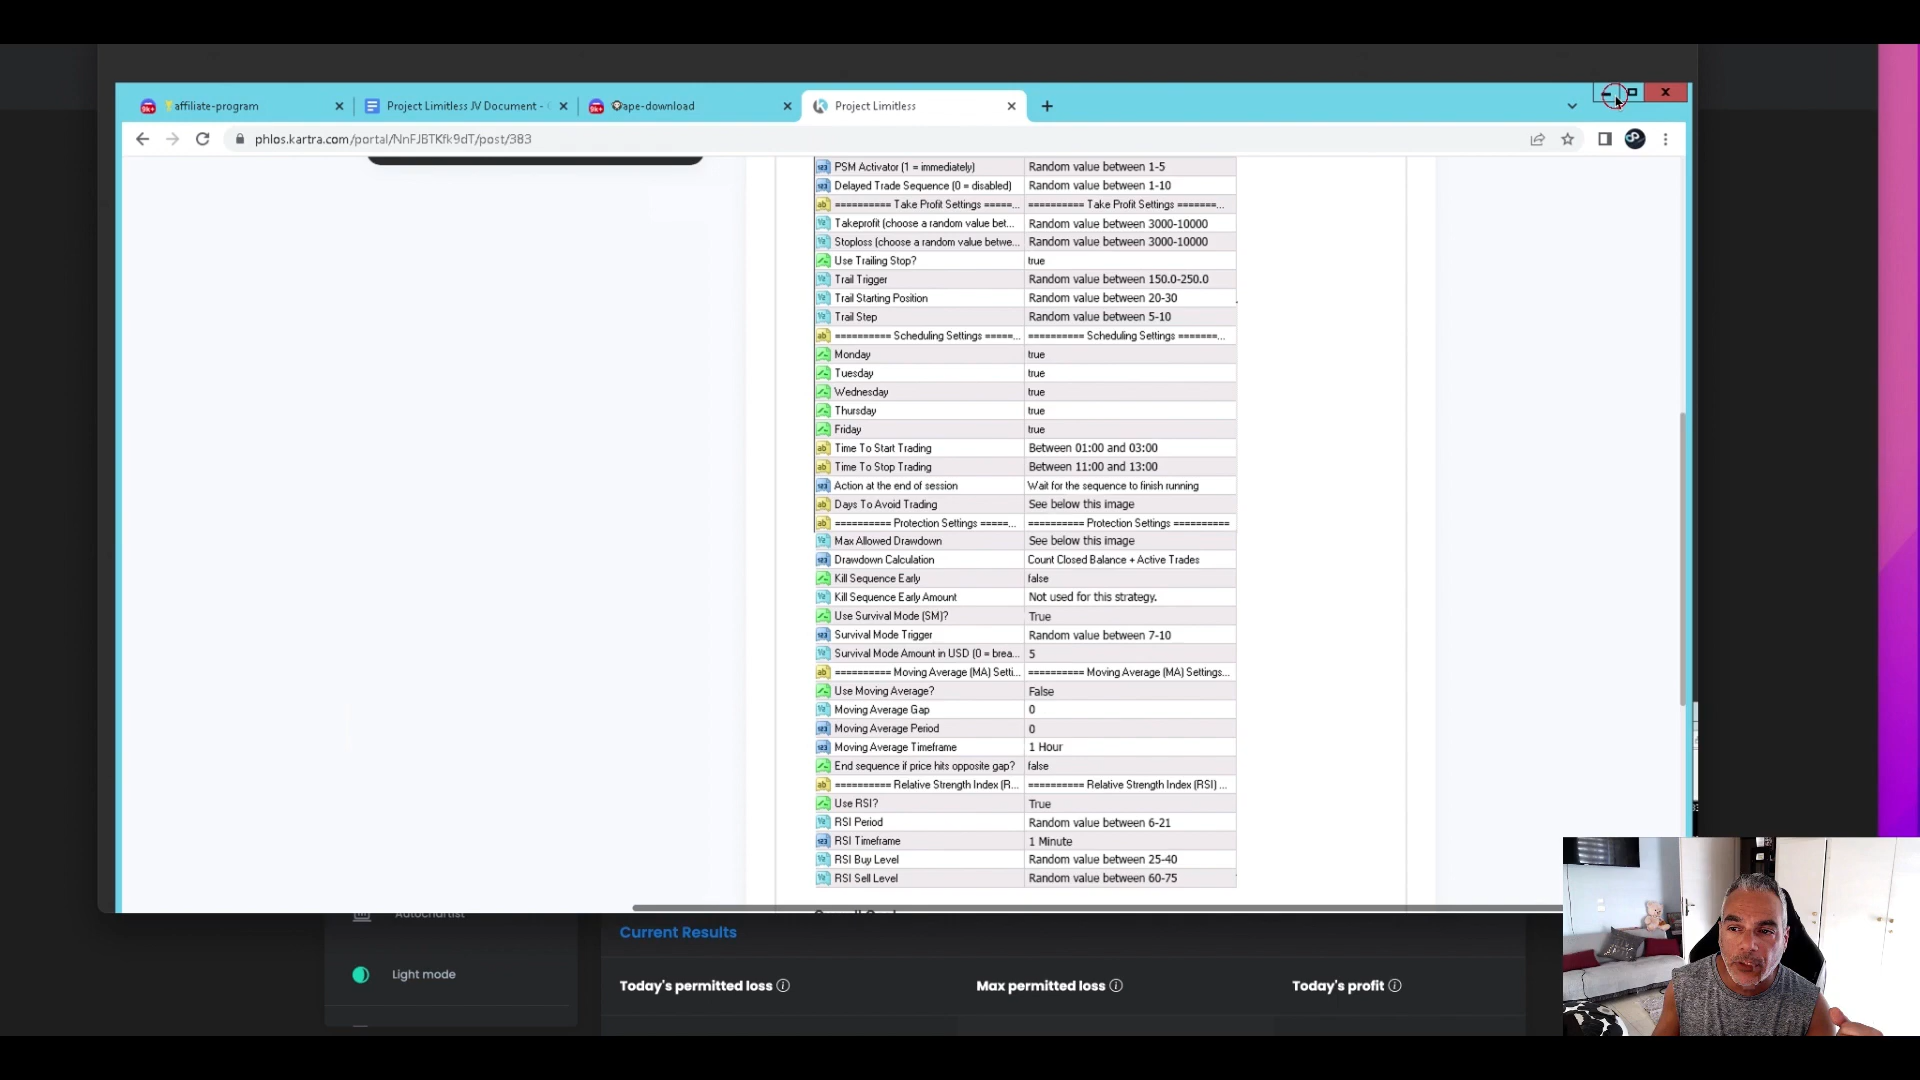 affiliate-program
Project Limitless JV Document -
ape-download
Project Limitless
phlos.kartra.com/portal/NnFJBTKfk9dT/post/383
PSM Activator (1 = immediately) Random value between 1-5
Delayed Trade Sequence (0 = disabled) Random value between 1-10
========== Take Profit Settings =====... ========== Take Profit Settings =======...
Takeprofit (choose a random value bet... Random value between 3000-10000
Stoploss (choose a random value betwe... Random value between 3000-10000
Use Trailing Stop? true
Trail Trigger Random value between 150.0-250.0
Trail Starting Position Random value between 20-30
Trail Step Random value between 5-10
========== Scheduling Settings =====... ========== Scheduling Settings =======...
Monday true
Tuesday true
Wednesday true
Thursday true
Friday true
Time To Start Trading Between 01:00 and 03:00
Time To Stop Trading Between 11:00 and 13:00
Action at the end of session Wait for the sequence to finish running
Days To Avoid Trading See below this image
========== Protection Settings =====... ========== Protection Settings ==========
Max Allowed Drawdown See below this image
Drawdown Calculation Count Closed Balance + Active Trades
Kill Sequence Early false
Kill Sequence Early Amount Not used for this strategy.
Use Survival Mode (SM)? True
Survival Mode Trigger Random value between 7-10
Survival Mode Amount in USD (0 = brea... 5
========== Moving Average (MA) Setti... ========== Moving Average (MA) Settings...
Use Moving Average? False
Moving Average Gap 0
Moving Average Period 0
Moving Average Timeframe 1 Hour
End sequence if price hits opposite gap? false
========== Relative Strength Index (R... ========== Relative Strength Index (RSI) ...
Use RSI? True
RSI Period Random value between 6-21
RSI Timeframe 1 Minute
RSI Buy Level Random value between 25-40
RSI Sell Level Random value between 60-75
Autochartist
Current Results
Light mode
Today's permitted loss Max permitted loss Today's profit